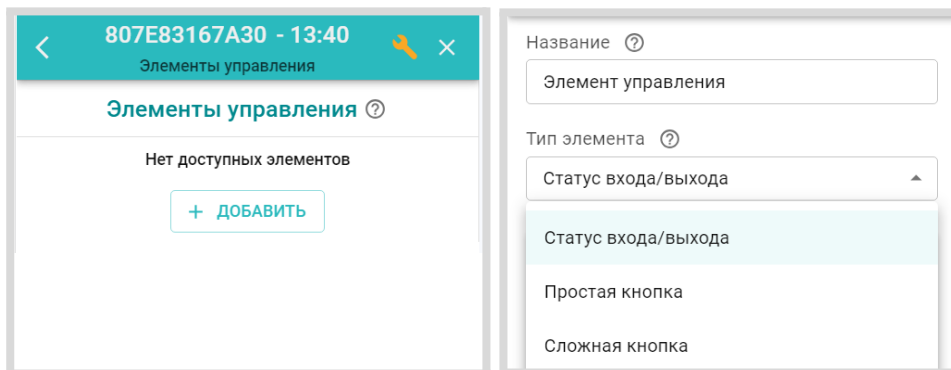 807E83167A30 - 13:40
Элементы управления
Элементы управления
Нет доступных элементов
+ ДОБАВИТЬ
Название
Элемент управления
Тип элемента
Статус входа/выхода
Статус входа/выхода
Простая кнопка
Сложная кнопка